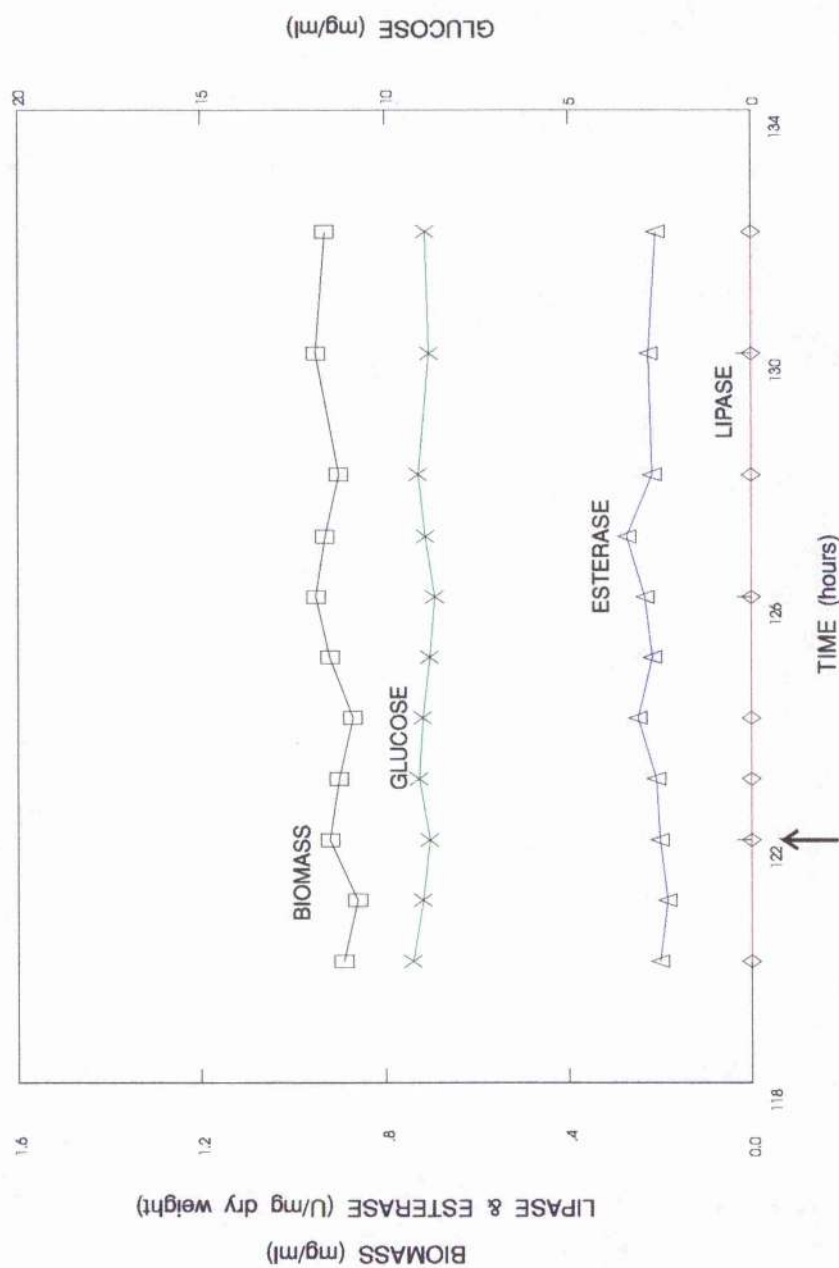 BIOMASS (mg/ml)
LIPASE & ESTERASE (U/mg dry weight)
1.6
1.2
.8
.4
0.0
GLUCOSE (mg/ml)
20
15
10
5
0
BIOMASS
GLUCOSE
ESTERASE
LIPASE
118
122
126
130
134
TIME (hours)